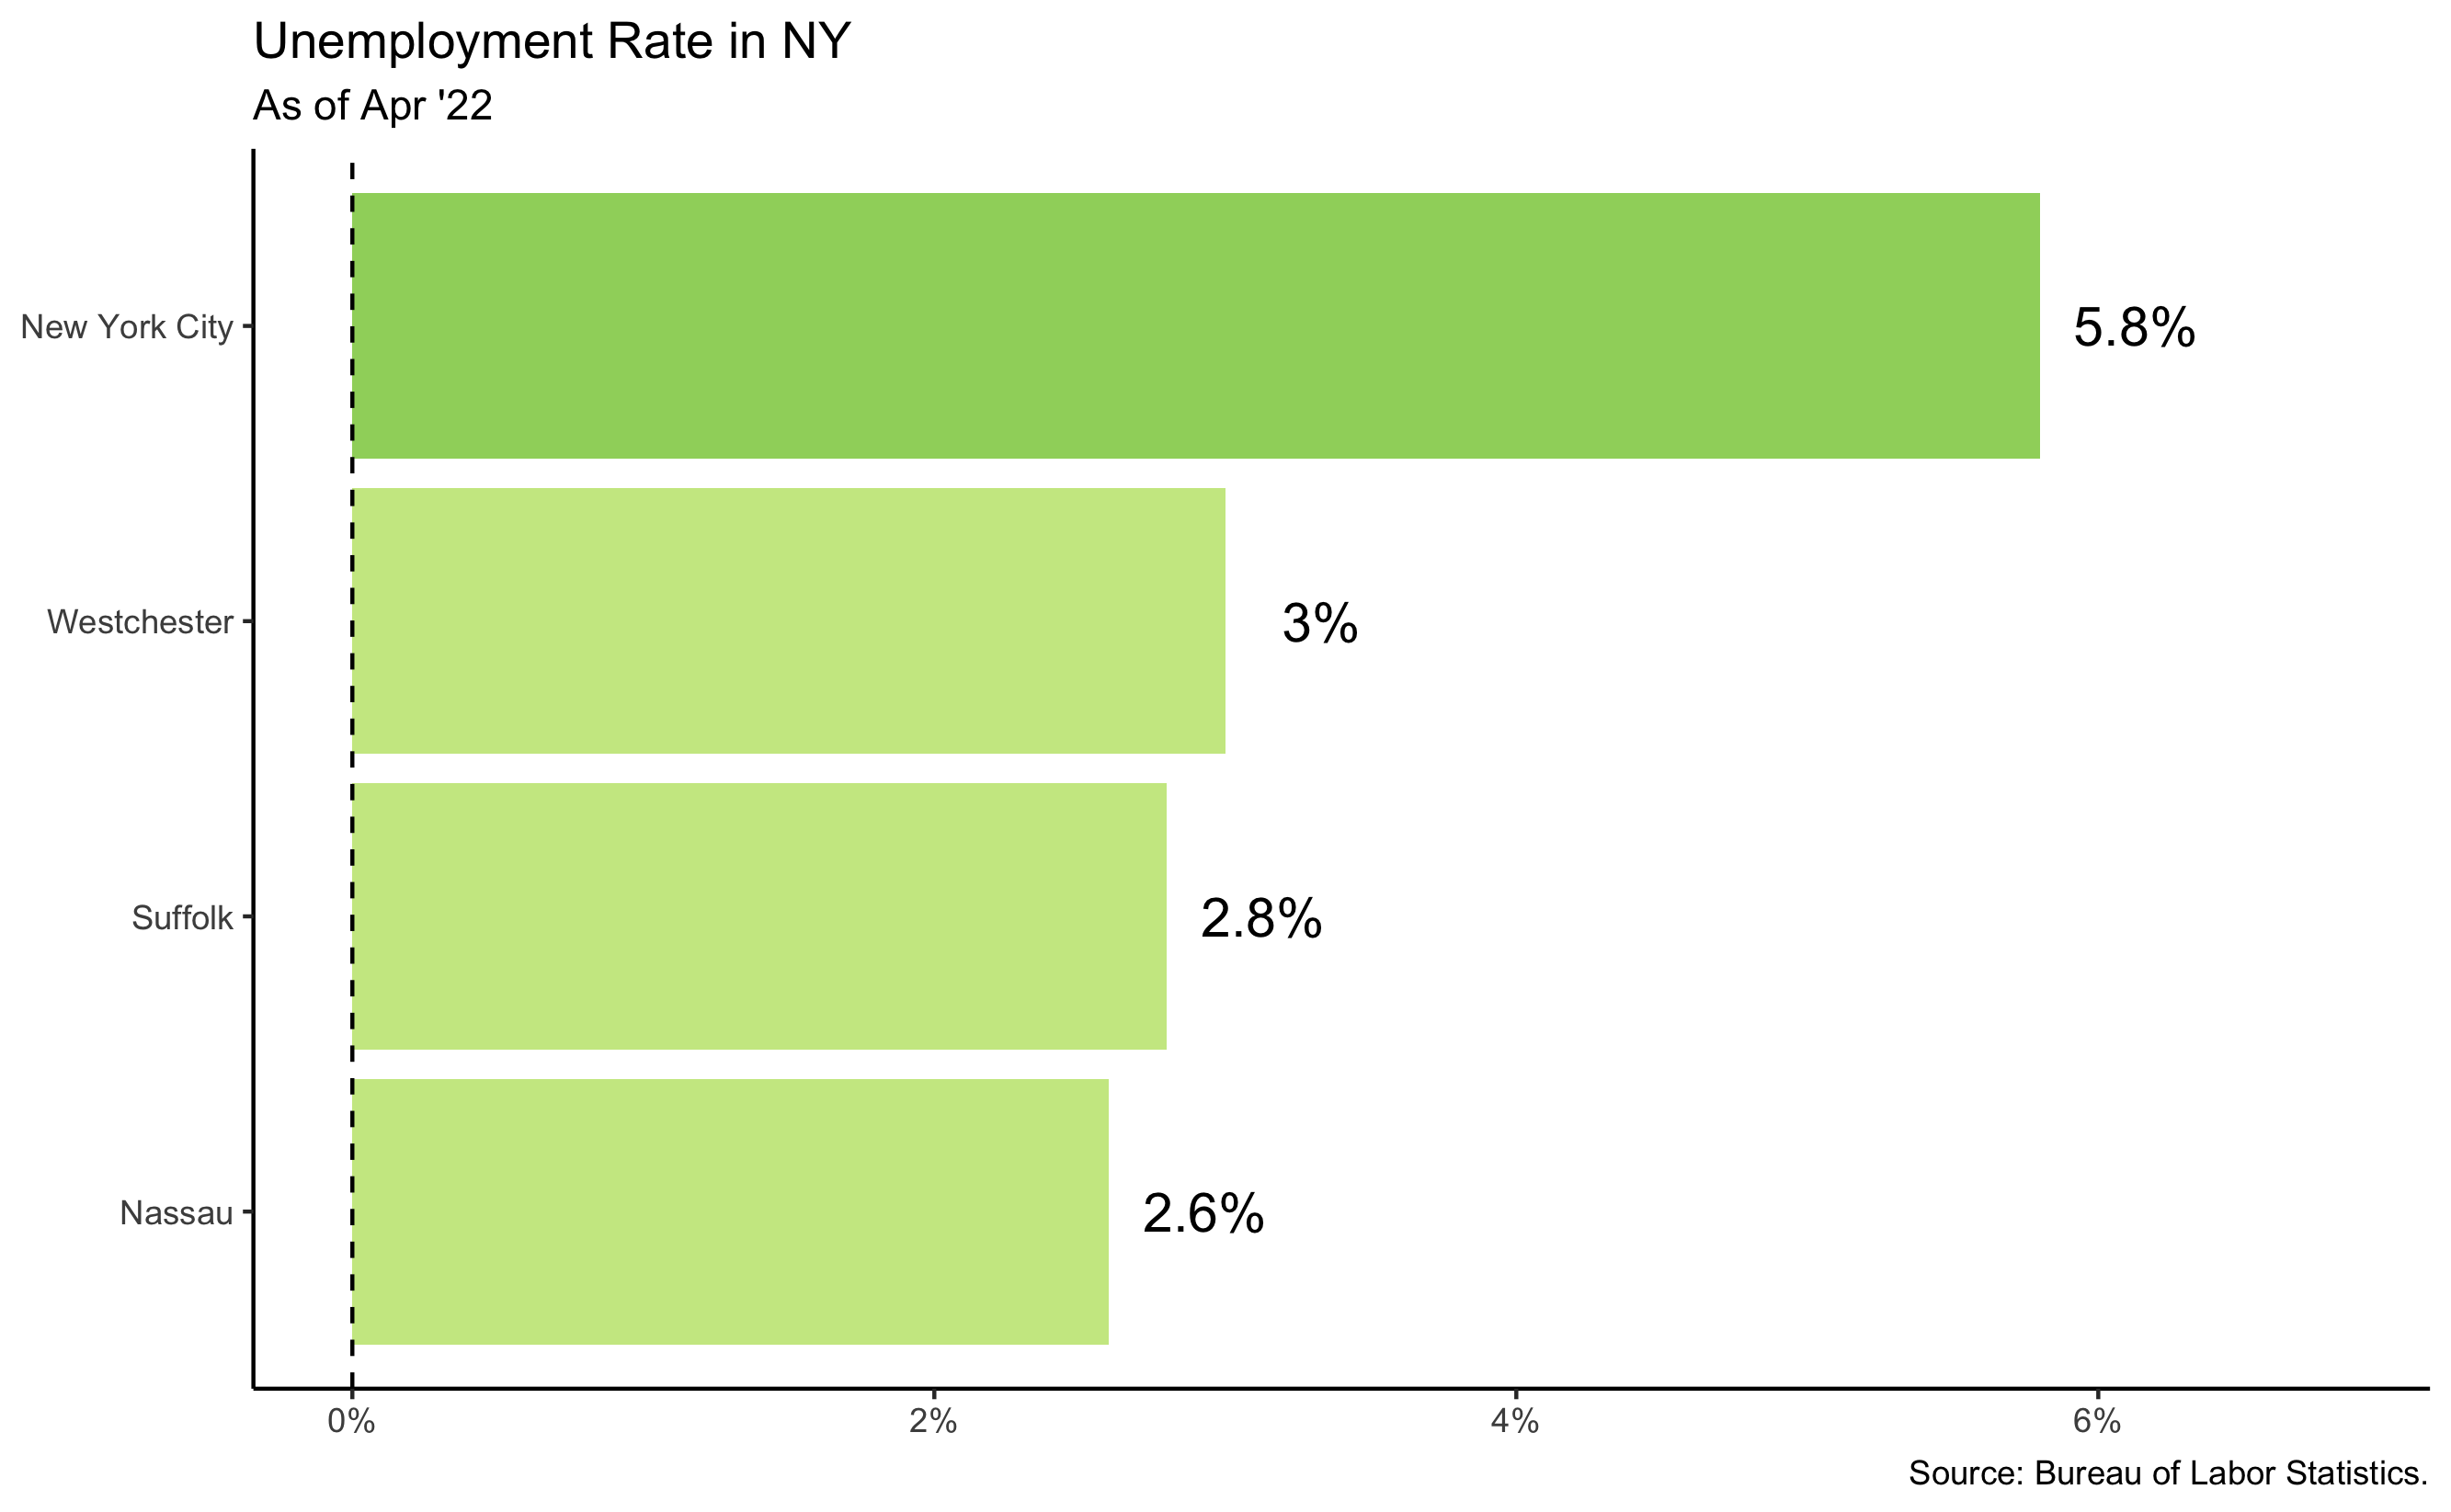 Unemployment Rate in NY
As of Apr '22
New York City
5.8%
Westchester
3%
Suffolk
2.8%
Nassau
2.6%
0%
2%
4%
6%
Source: Bureau of Labor Statistics.